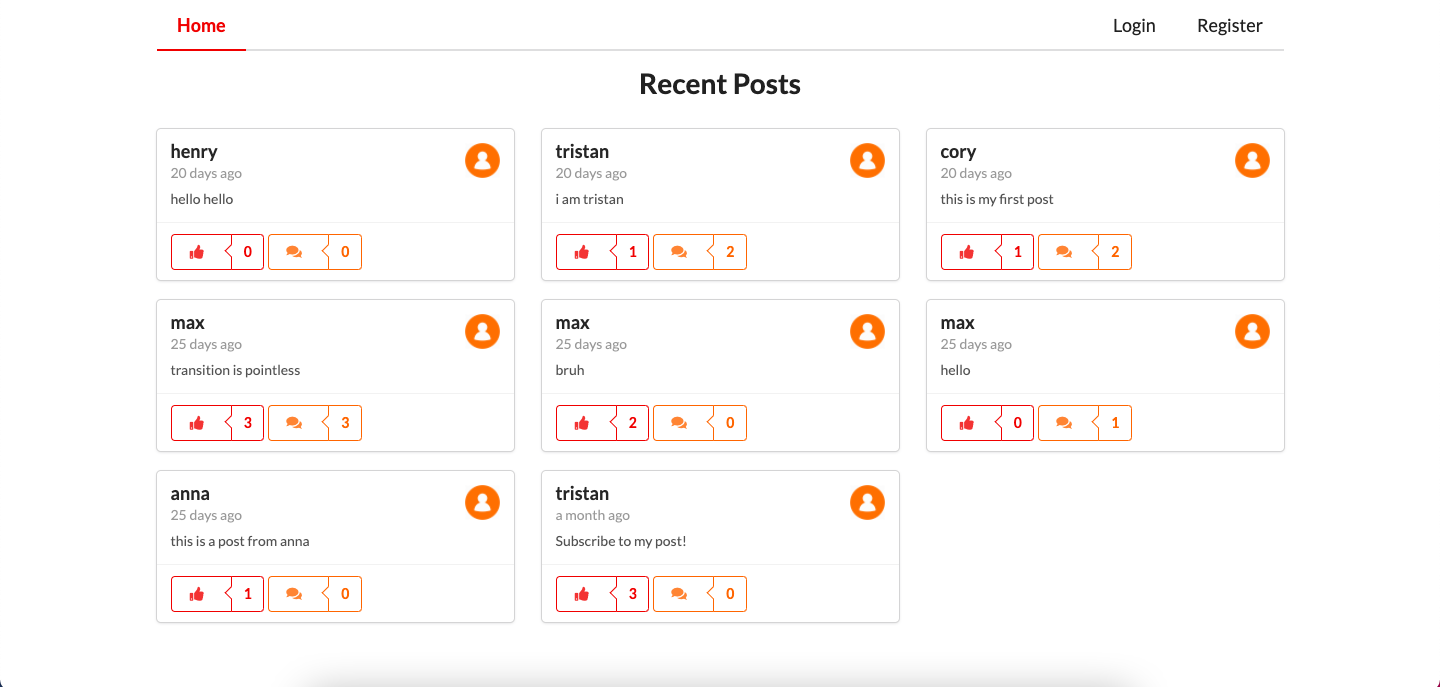 Home Login Register
Recent Posts
henry
20 days ago
hello hello
0 0
tristan
20 days ago
i am tristan
1 2
cory
20 days ago
this is my first post
1 2
max
25 days ago
transition is pointless
3 3
max
25 days ago
bruh
2 0
max
25 days ago
hello
0 1
anna
25 days ago
this is a post from anna
1 0
tristan
a month ago
Subscribe to my post!
3 0